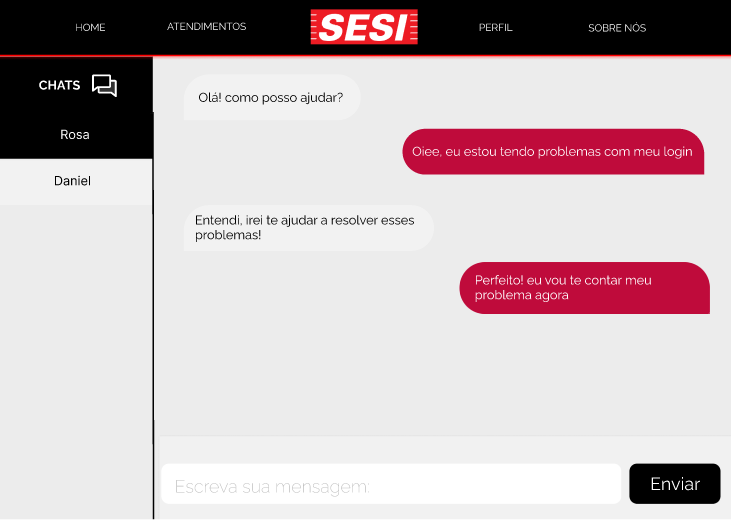 HOME
ATENDIMENTOS
SESI
PERFIL
SOBRE NÓS
CHATS
Rosa
Daniel
Olá! como posso ajudar?
Oiee, eu estou tendo problemas com meu login
Entendi, irei te ajudar a resolver esses
problemas!
Perfeito! eu vou te contar meu
problema agora
Escreva sua mensagem:
Enviar